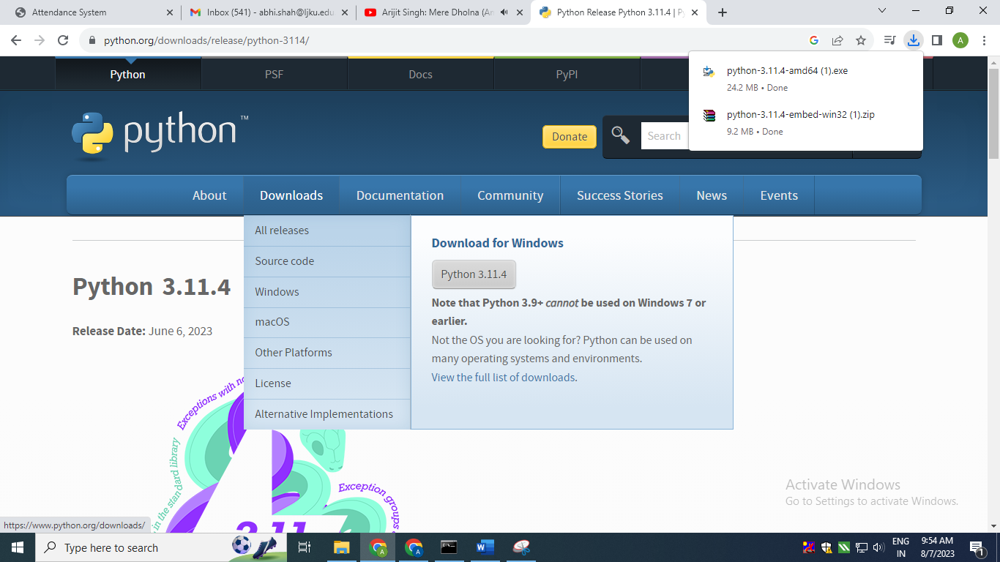 Attendance System
Inbox (541) - abhi.shah@ljku.edu
Arijit Singh: Mere Dholna (Ar
Python Release Python 3.11.4 | Py
python.org/downloads/release/python-3114/
A
python-3.11.4-amd64 (1).exe
24.2 MB • Done
python-3.11.4-embed-win32 (1).zip
9.2 MB • Done
Python
PSF
Docs
PyPI
python™
Donate
Search
About
Downloads
Documentation
Community
Success Stories
News
Events
All releases
Source code
Windows
macOS
Other Platforms
License
Alternative Implementations
Download for Windows
Python 3.11.4
Note that Python 3.9+ cannot be used on Windows 7 or
earlier.
Not the OS you are looking for? Python can be used on
many operating systems and environments.
View the full list of downloads.
Python 3.11.4
Release Date: June 6, 2023
Exceptions with no
in the standard library
Exception groups
3.11
Activate Windows
Go to Settings to activate Windows.
https://www.python.org/downloads/
Type here to search
ENG
IN
9:54 AM
8/7/2023
1